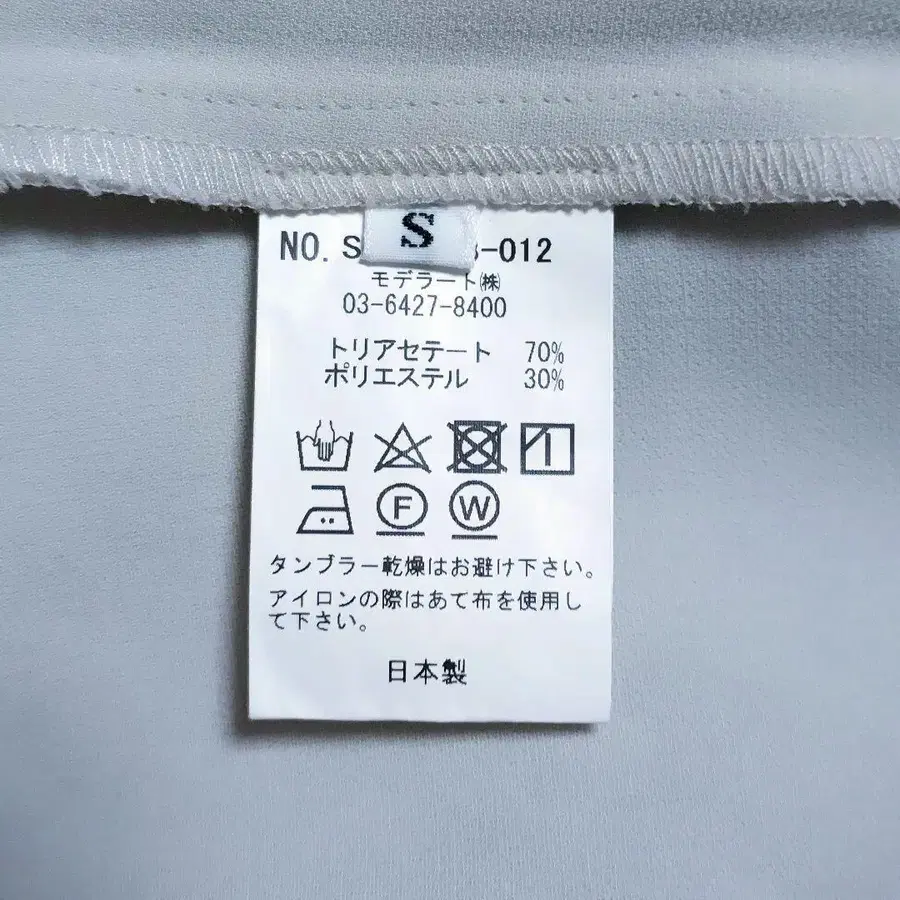 S
NO. S -012
モデラート㈱
03-6427-8400
トリアセテート 70%
ポリエステル 30%
F W
タンブラー乾燥はお避け下さい。
アイロンの際はあて布を使用し
て下さい。
日本製